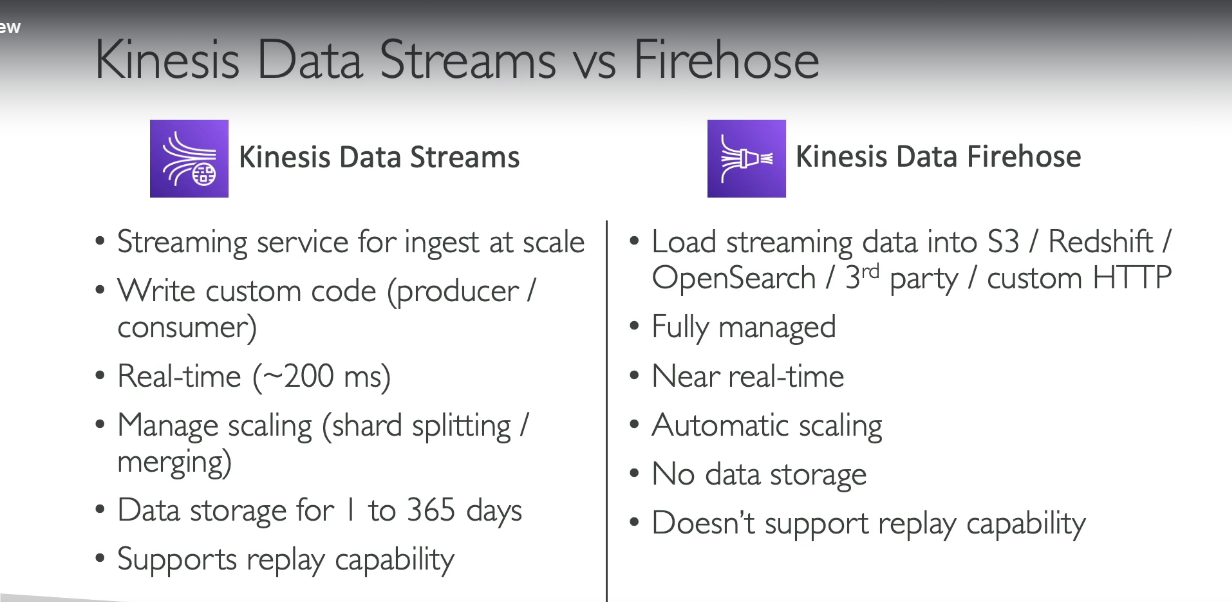 ew
Kinesis Data Streams vs Firehose
Kinesis Data Streams
• Streaming service for ingest at scale
• Write custom code (producer /
consumer)
• Real-time (~200 ms)
• Manage scaling (shard splitting /
merging)
• Data storage for 1 to 365 days
• Supports replay capability
Kinesis Data Firehose
• Load streaming data into S3 / Redshift /
OpenSearch / 3rd party / custom HTTP
• Fully managed
• Near real-time
• Automatic scaling
• No data storage
• Doesn’t support replay capability